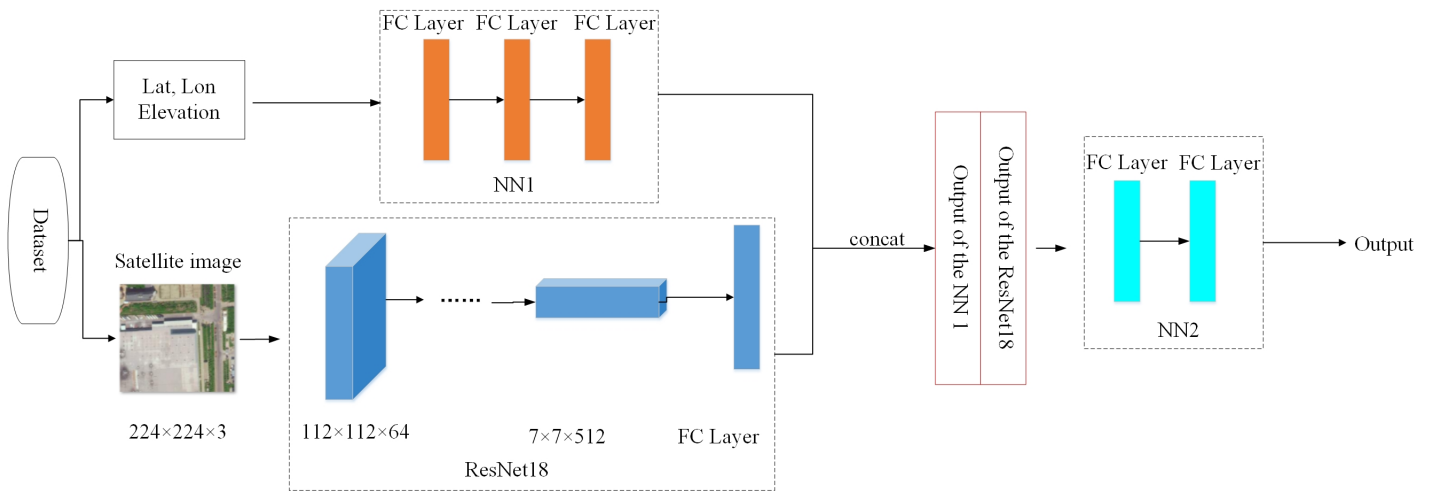 FC Layer
FC Layer
FC Layer
Lat, Lon
Elevation
NN1
Dataset
Satellite image
224×224×3
112×112×64
......
7×7×512
FC Layer
ResNet18
concat
Output of the NN 1
Output of the ResNet18
FC Layer
FC Layer
NN2
Output